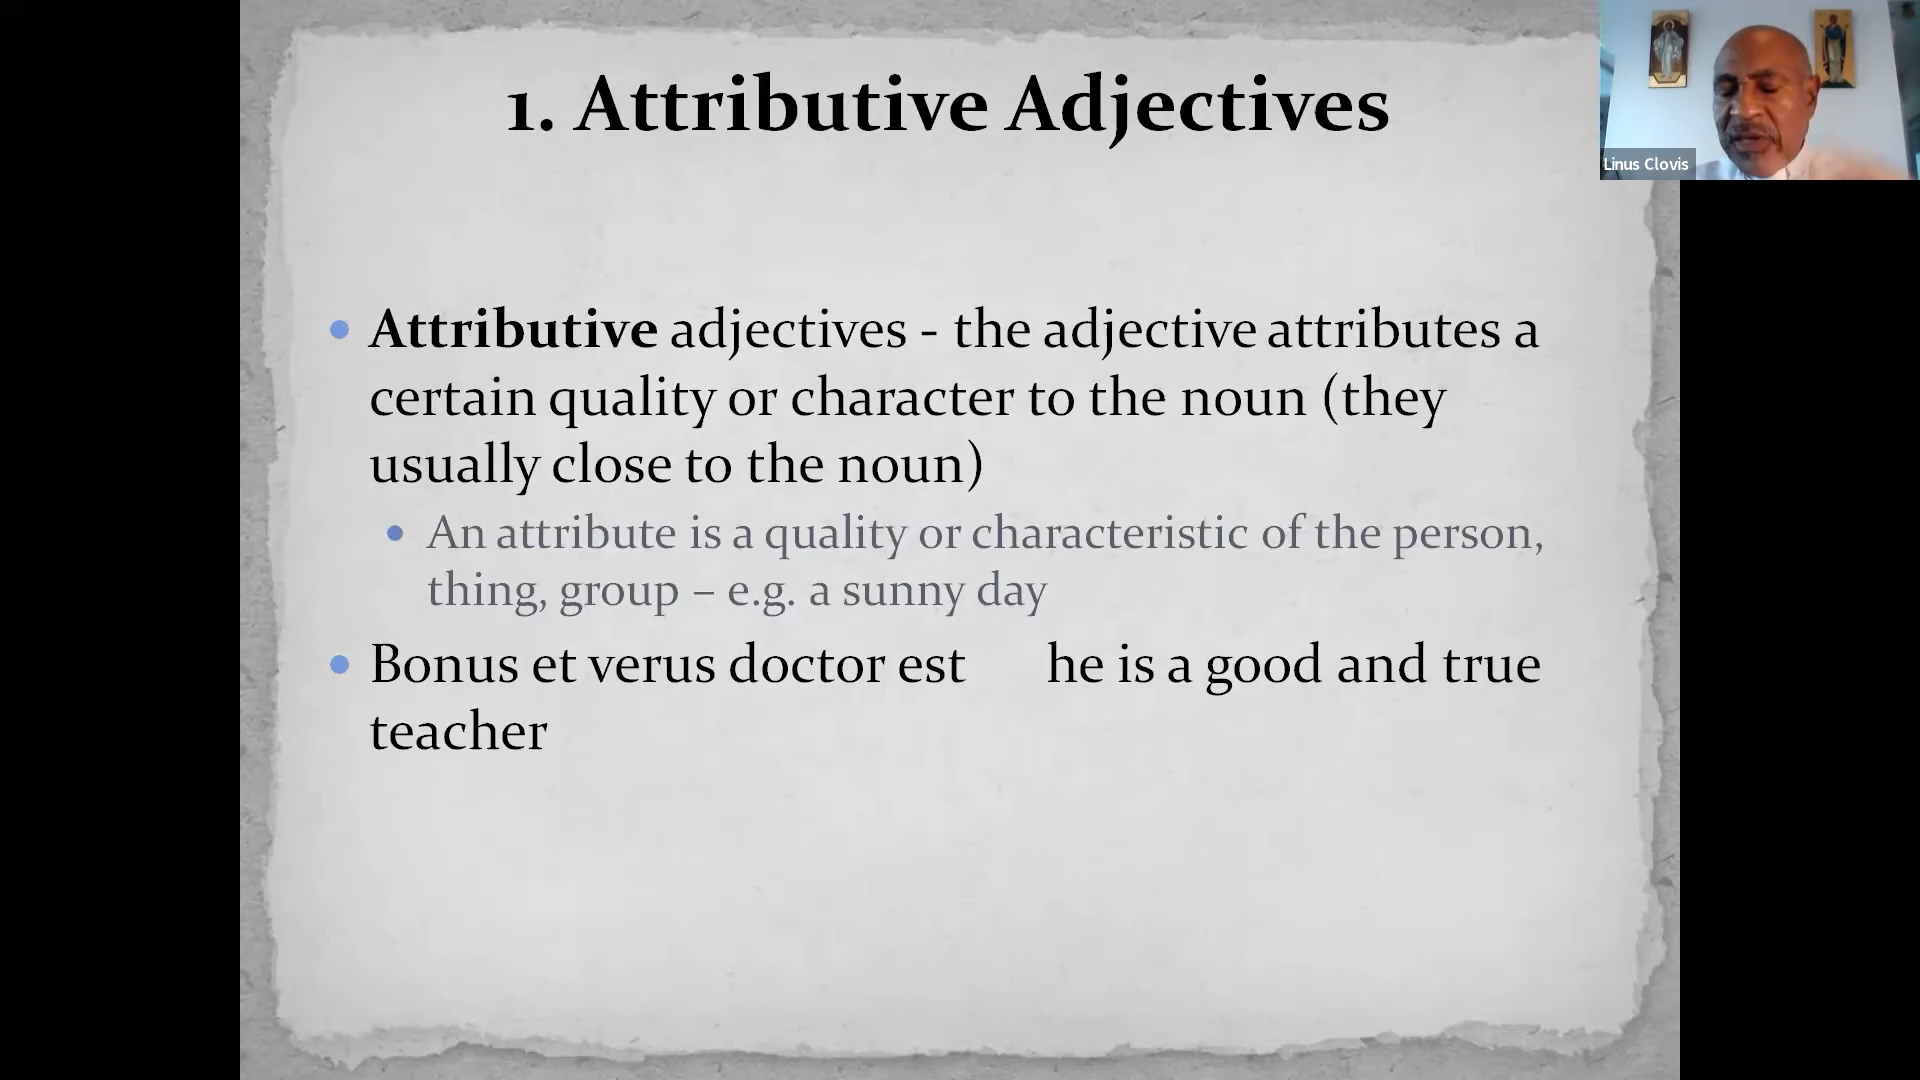 1. Attributive Adjectives
Linus Clovis
• Attributive adjectives - the adjective attributes a
certain quality or character to the noun (they
usually close to the noun)
• An attribute is a quality or characteristic of the person,
thing, group – e.g. a sunny day
• Bonus et verus doctor est he is a good and true
teacher